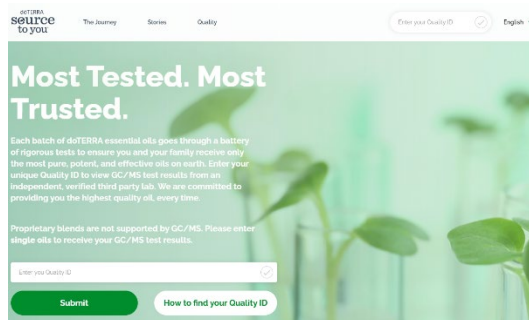 dōTERRA
source
to you
The Journey
Stories
Quality
Enter your Quality ID
English
Most Tested. Most
Trusted.
Each batch of doTERRA essential oils goes through a battery
of rigorous tests to ensure you and your family receive only
the most pure, potent, and effective oils on earth. Enter your
unique Quality ID to view GC/MS test results from an
independent, verified third party lab. We are committed to
providing you the highest quality oil, every time.
Proprietary blends are not supported by GC/MS. Please enter
single oils to receive your GC/MS test results.
Enter you Quality ID
Submit
How to find your Quality ID